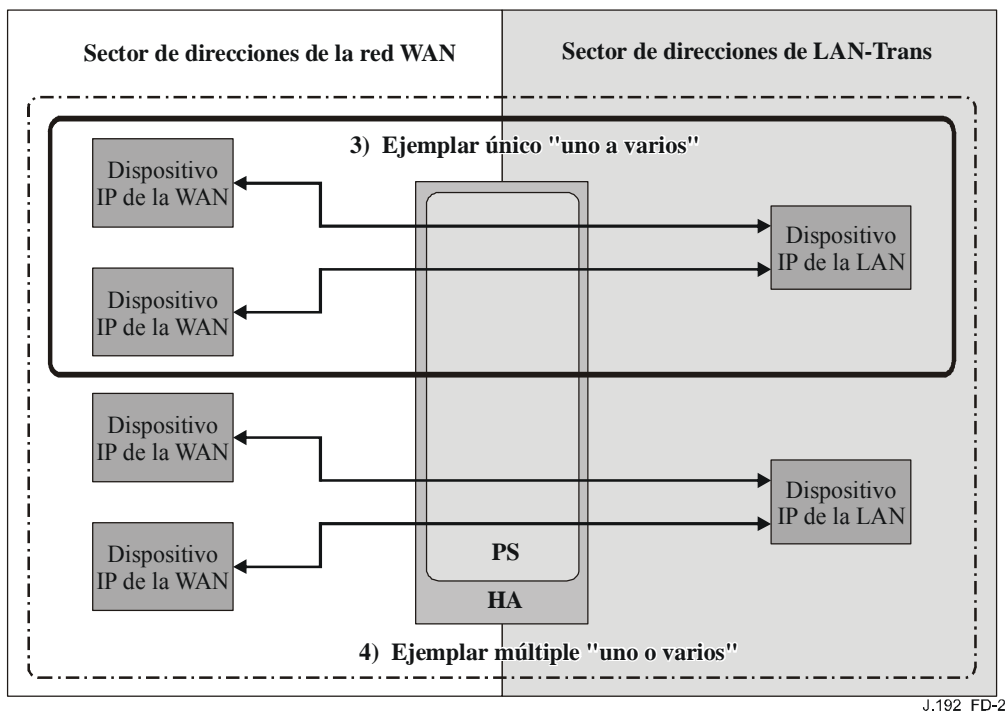 Sector de direcciones de la red WAN
Sector de direcciones de LAN-Trans
3) Ejemplar único "uno a varios"
Dispositivo
IP de la WAN
Dispositivo
IP de la LAN
Dispositivo
IP de la WAN
Dispositivo
IP de la WAN
Dispositivo
IP de la LAN
Dispositivo
IP de la WAN
PS
HA
4) Ejemplar múltiple "uno o varios"
J.192_FD-2